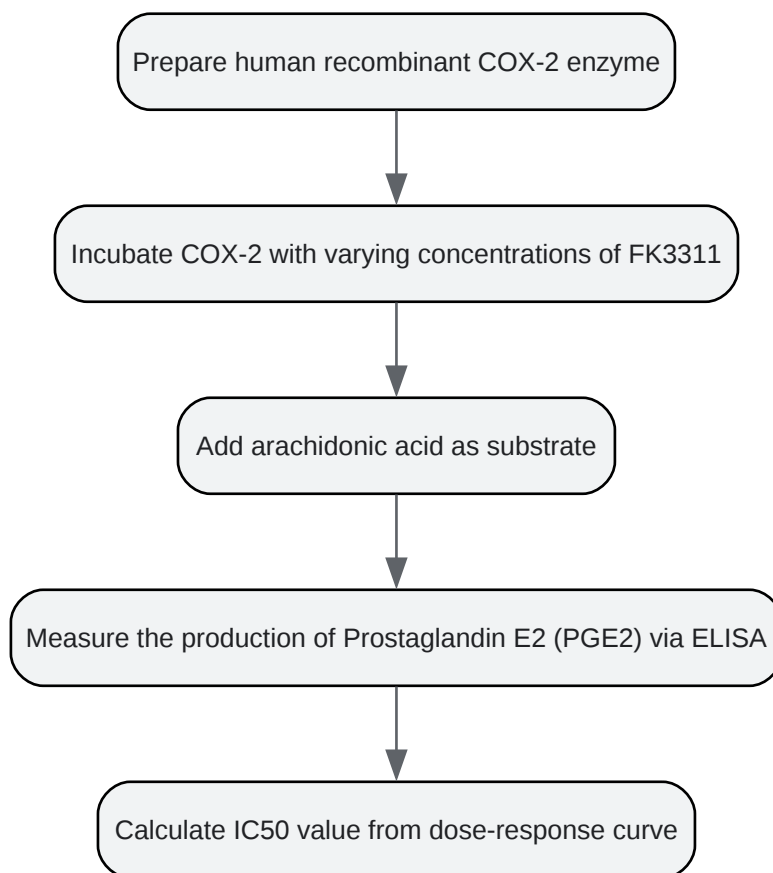 Prepare human recombinant COX-2 enzyme
Incubate COX-2 with varying concentrations of FK3311
Add arachidonic acid as substrate
Measure the production of Prostaglandin E2 (PGE2) via ELISA
Calculate IC50 value from dose-response curve